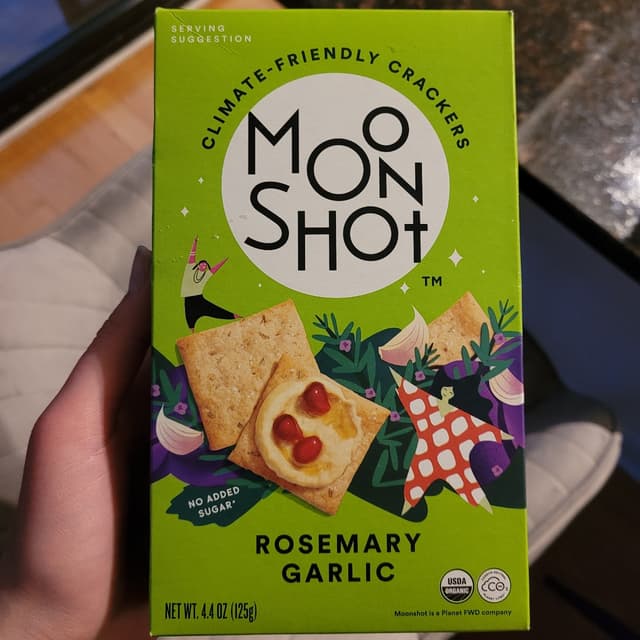 SERVING
SUGGESTION
CLIMATE-FRIENDLY CRACKERS
MOON
SHOt
TM
NO ADDED
SUGAR*
ROSEMARY
GARLIC
USDA
ORGANIC
CCO
NET WT. 4.4 OZ (125g)
Moonshot is a Planet FWD company